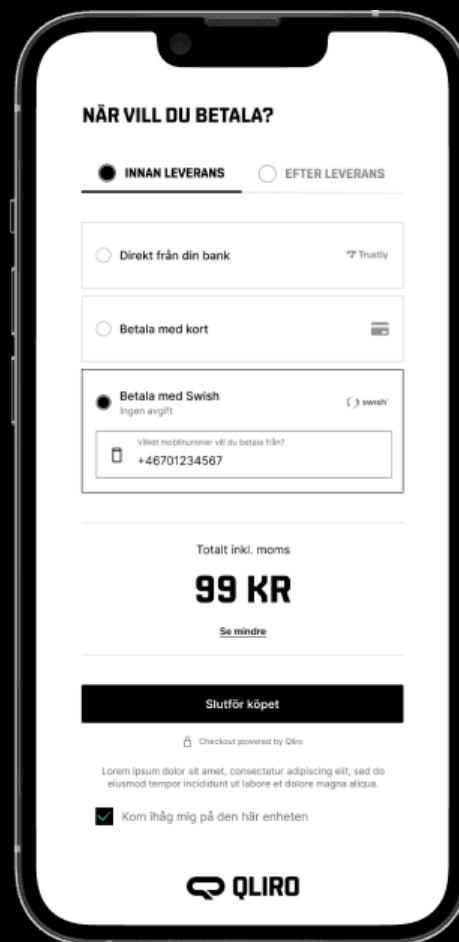 NÄR VILL DU BETALA?
INNAN LEVERANS
EFTER LEVERANS
Direkt från din bank
Trustly
Betala med kort
Betala med Swish
swish
Ingen avgift
Vilket mobilnummer vill du betala från?
+46701234567
Totalt inkl. moms
99 KR
Se mindre
Slutför köpet
Checkout powered by Qliro
Lorem ipsum dolor sit amet, consectetur adipiscing elit, sed do
eiusmod tempor incididunt ut labore et dolore magna aliqua.
Kom ihåg mig på den här enheten
QLIRO